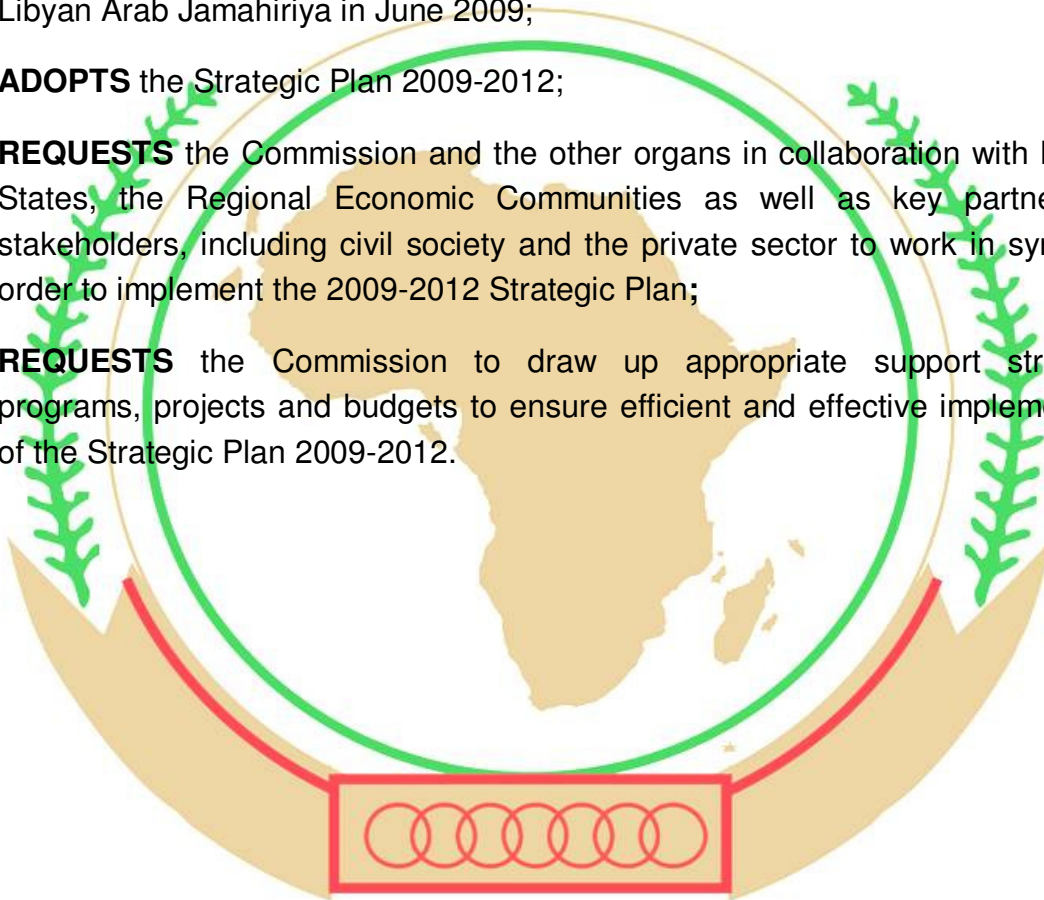 Libyan Arab Jamahiriya in June 2009;
ADOPTS the Strategic Plan 2009-2012;
REQUESTS the Commission and the other organs in collaboration with
States, the Regional Economic Communities as well as key
stakeholders, including civil society and the private sector to work in
order to implement the 2009-2012 Strategic Plan;
REQUESTS the Commission to draw up appropriate support
programs, projects and budgets to ensure efficient and effective
of the Strategic Plan 2009-2012.